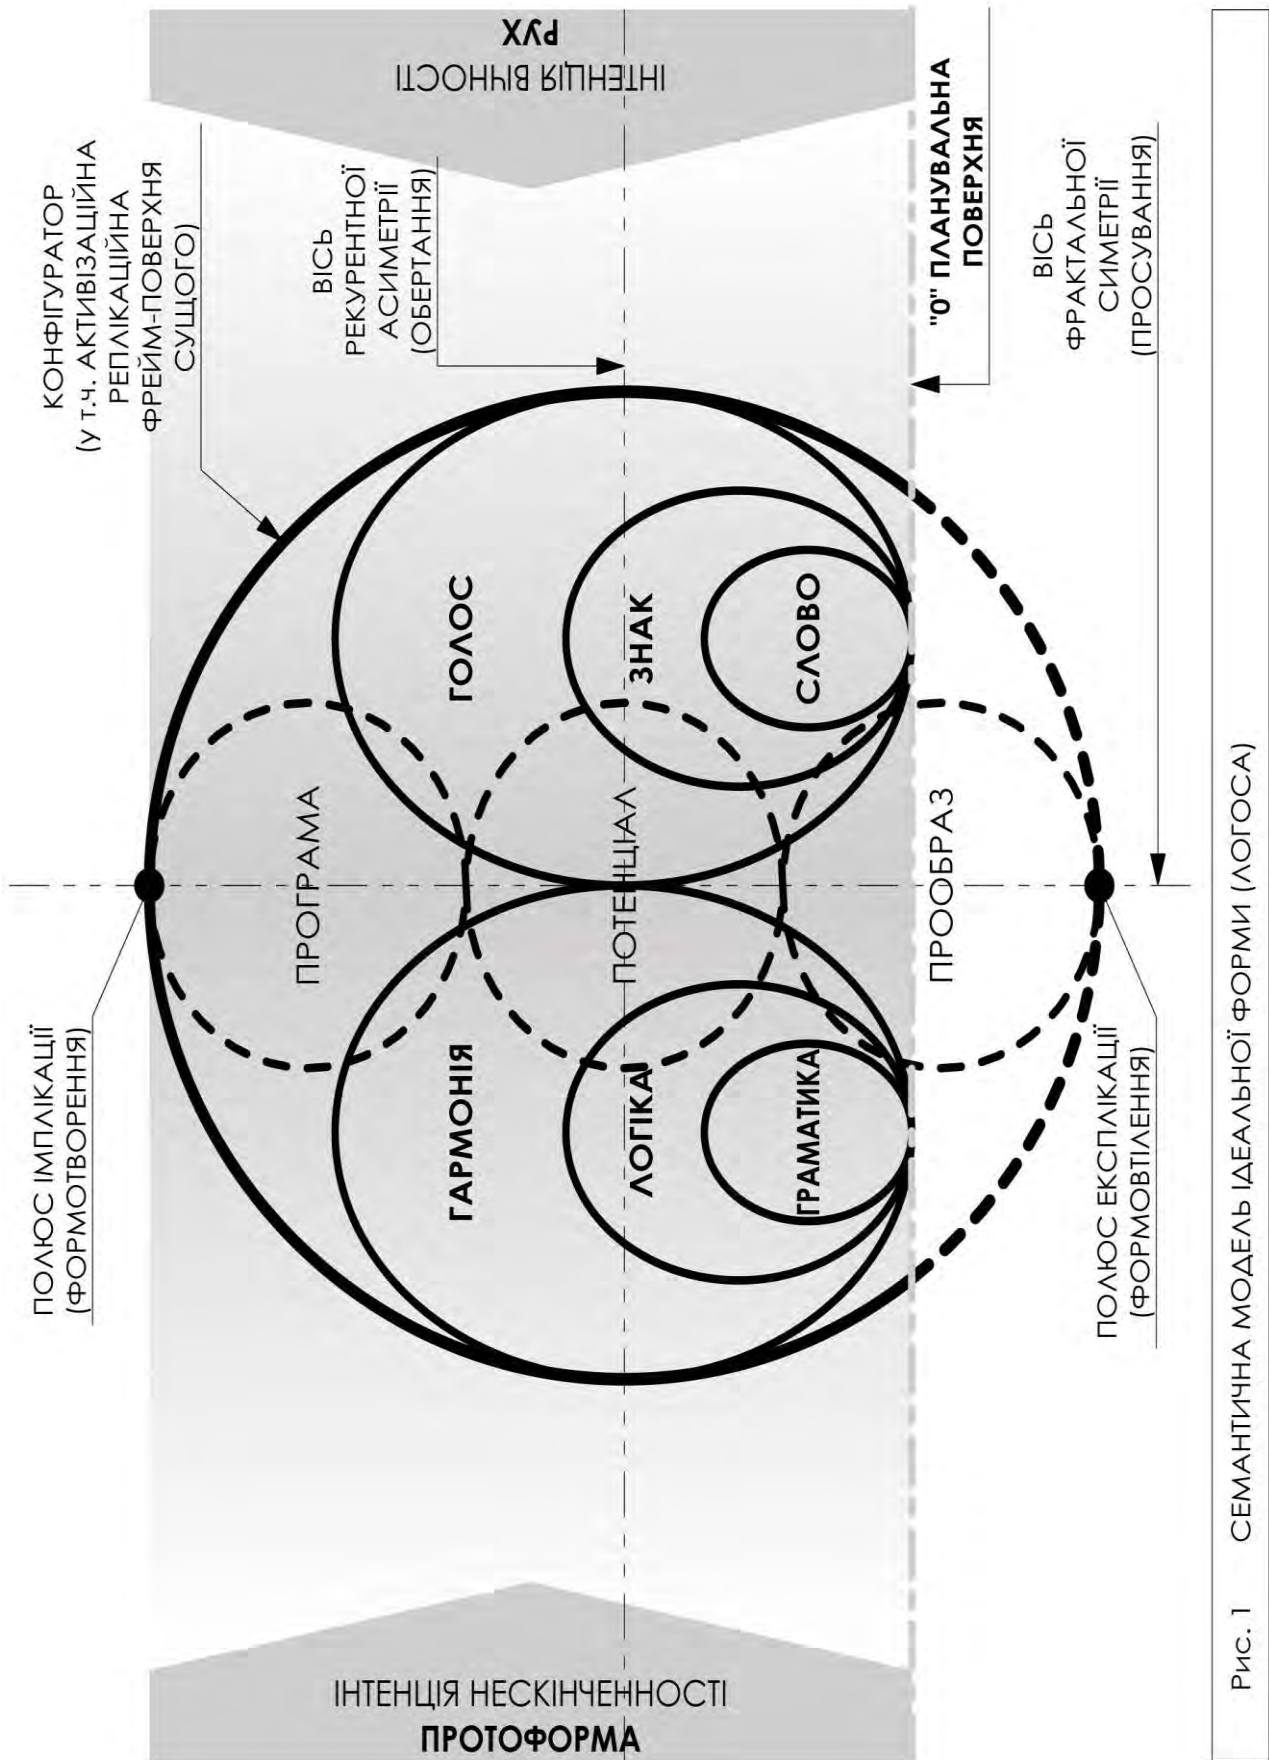 ПОЛЮС ІМПЛІКАЦІЇ
(ФОРМОТВОРЕННЯ)
КОНФІГУРАТОР
(у т.ч. АКТИВІЗАЦІЙНА
РЕПЛІКАЦІЙНА
ФРЕЙМ-ПОВЕРХНЯ
СУЩОГО)
ВІСЬ
РЕКУРЕНТНОЇ
АСИМЕТРІЇ
(ОБЕРТАННЯ)
ІНТЕНЦІЯ НЕСКІНЧЕННОСТІ
ПРОТОФОРМА
ІНТЕНЦІЯ ВІЧНОСТІ
РУХ
ПРОГРАМА
ПОТЕНЦІАЛ
ПРООБРАЗ
ГАРМОНІЯ
ЛОГІКА
ГРАМАТИКА
ГОЛОС
ЗНАК
СЛОВО
"0" ПЛАНУВАЛЬНА
ПОВЕРХНЯ
ВІСЬ
ФРАКТАЛЬНОЇ
СИМЕТРІЇ
(ПРОСУВАННЯ)
ПОЛЮС ЕКСПЛІКАЦІЇ
(ФОРМОВТІЛЕННЯ)
Рис. 1 СЕМАНТИЧНА МОДЕЛЬ ІДЕАЛЬНОЇ ФОРМИ (ЛОГОСА)